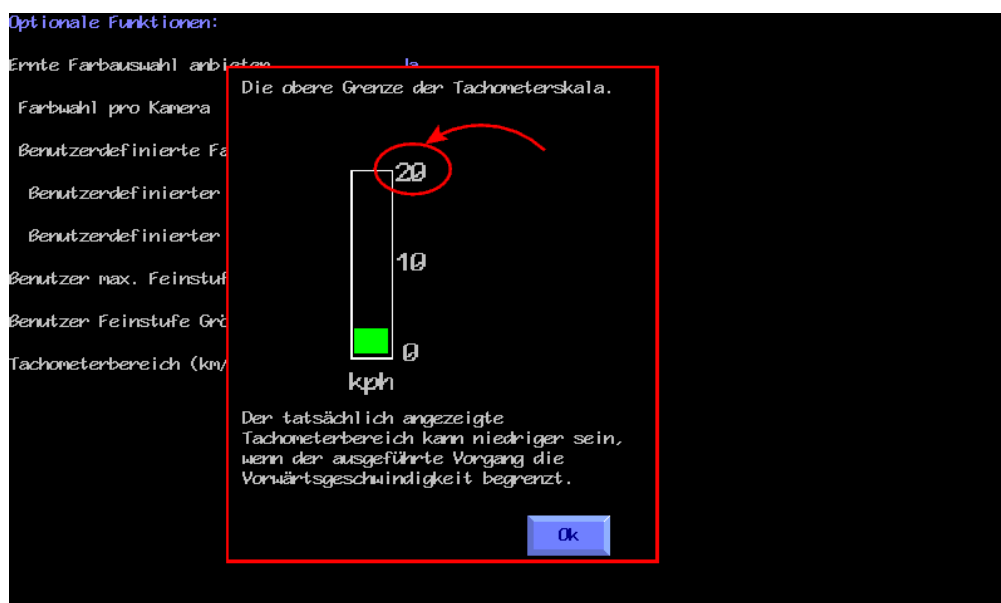 Optionale Funktionen:
Ernte Farbauswahl anbieten Ja
Farbwahl pro Kamera
Benutzerdefinierte Fa
Benutzerdefinierter
Benutzerdefinierter
Benutzer max. Feinstuf
Benutzer Feinstufe Grö
Tachometerbereich (km/
Die obere Grenze der Tachometerskala.
20
10
0
kph
Der tatsächlich angezeigte
Tachometerbereich kann niedriger sein,
wenn der ausgeführte Vorgang die
Vorwärtsgeschwindigkeit begrenzt.
Ok